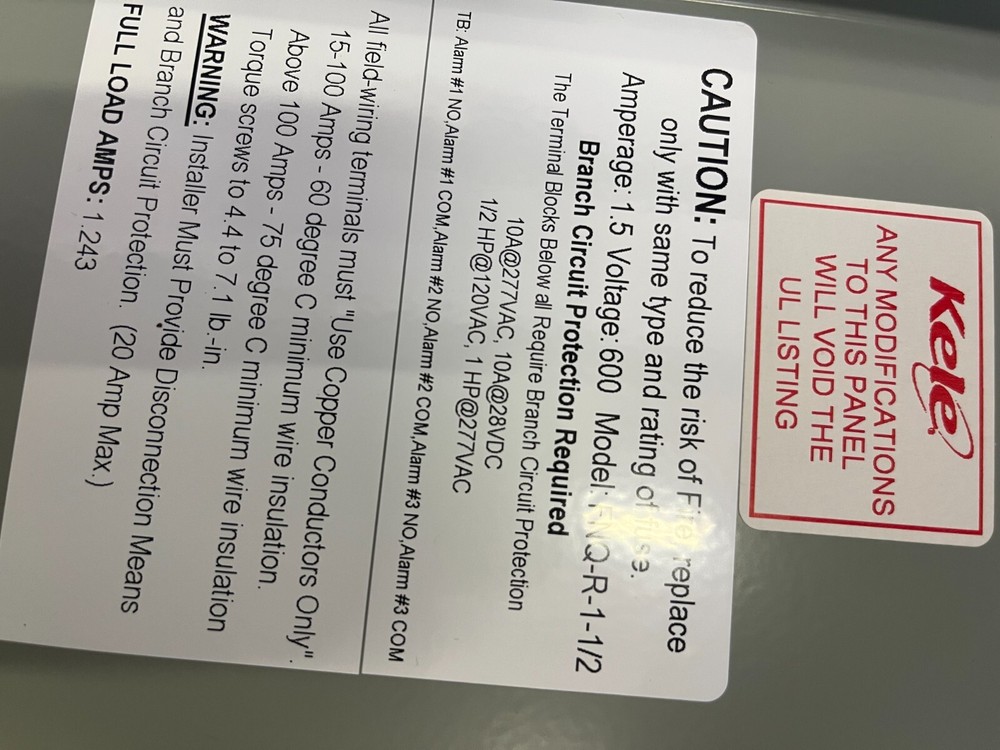 Kele
ANY MODIFICATIONS
TO THIS PANEL
WILL VOID THE
UL LISTING
CAUTION: To reduce the risk of Fire, replace
only with same type and rating of fuse.
Amperage: 1.5 Voltage: 600 Model: FNQ-R-1-1/2
Branch Circuit Protection Required
The Terminal Blocks Below all Require Branch Circuit Protection
10A@277VAC, 10A@28VDC
1/2 HP@120VAC, 1 HP@277VAC
TB: Alarm #1 NO,Alarm #1 COM,Alarm #2 NO,Alarm #2 COM,Alarm #3 NO,Alarm #3 COM
All field-wiring terminals must "Use Copper Conductors Only".
15-100 Amps - 60 degree C minimum wire insulation
Above 100 Amps - 75 degree C minimum wire insulation.
Torque screws to 4.4 to 7.1 lb.-in.
WARNING: Installer Must Provide Disconnection Means
and Branch Circuit Protection. (20 Amp Max.)
FULL LOAD AMPS: 1.243